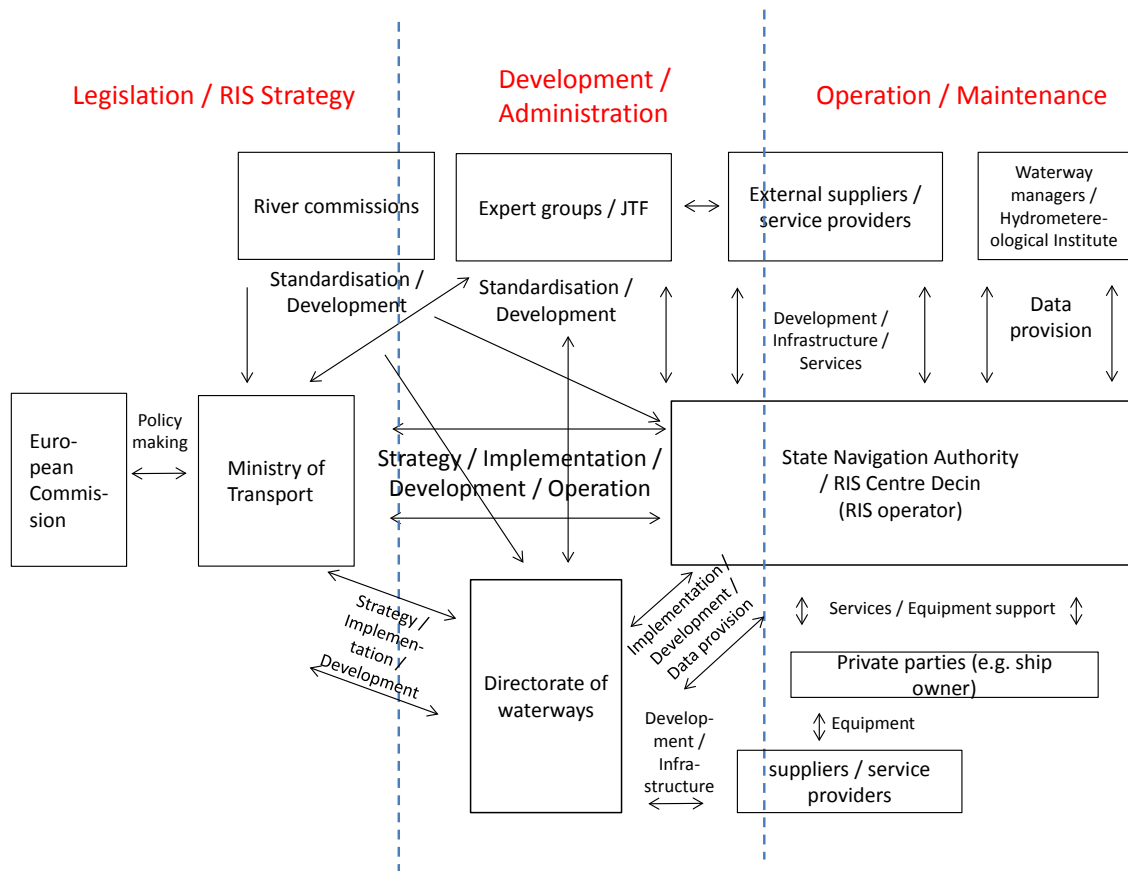 Legislation / RIS Strategy
Development /
Administration
Operation / Maintenance
River commissions
Expert groups / JTF
External suppliers /
service providers
Waterway
managers /
Hydrometere-
ological Institute
Standardisation /
Development
Standardisation /
Development
Development /
Infrastructure /
Services
Data
provision
Euro-
pean
Commis-
sion
Policy
making
Ministry of
Transport
Strategy / Implementation /
Development / Operation
State Navigation Authority
/ RIS Centre Decin
(RIS operator)
Strategy /
Implemen-
tation /
Development
Implementation /
Development /
Data provision
Services / Equipment support
Private parties (e.g. ship
owner)
Directorate of
waterways
Develop-
ment /
Infra-
structure
Equipment
suppliers / service
providers